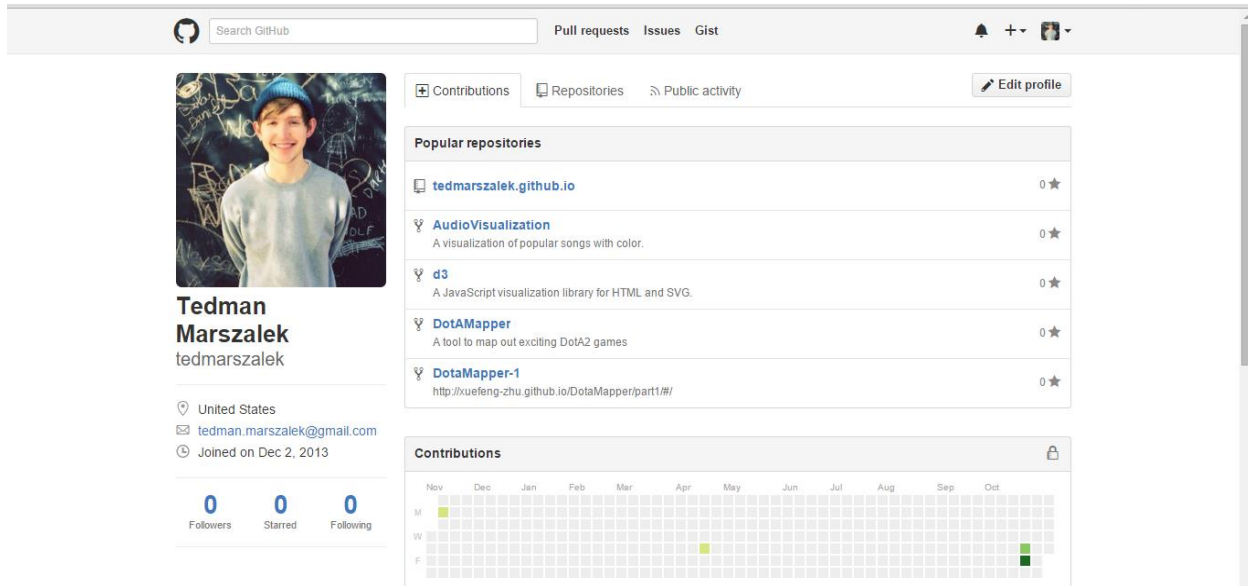 Search GitHub
Pull requests Issues Gist
Contributions
Repositories
Public activity
Edit profile
Popular repositories
tedmarszalek.github.io
0
AudioVisualization
A visualization of popular songs with color.
0
d3
A JavaScript visualization library for HTML and SVG.
0
DotAMapper
A tool to map out exciting DotA2 games
0
DotaMapper-1
http://xuefeng-zhu.github.io/DotaMapper/part1/#/
0
Tedman
Marszalek
tedmarszalek
United States
tedman.marszalek@gmail.com
Joined on Dec 2, 2013
0 0 0
Followers Starred Following
Contributions
Nov Dec Jan Feb Mar Apr May Jun Jul Aug Sep Oct
M
W
F